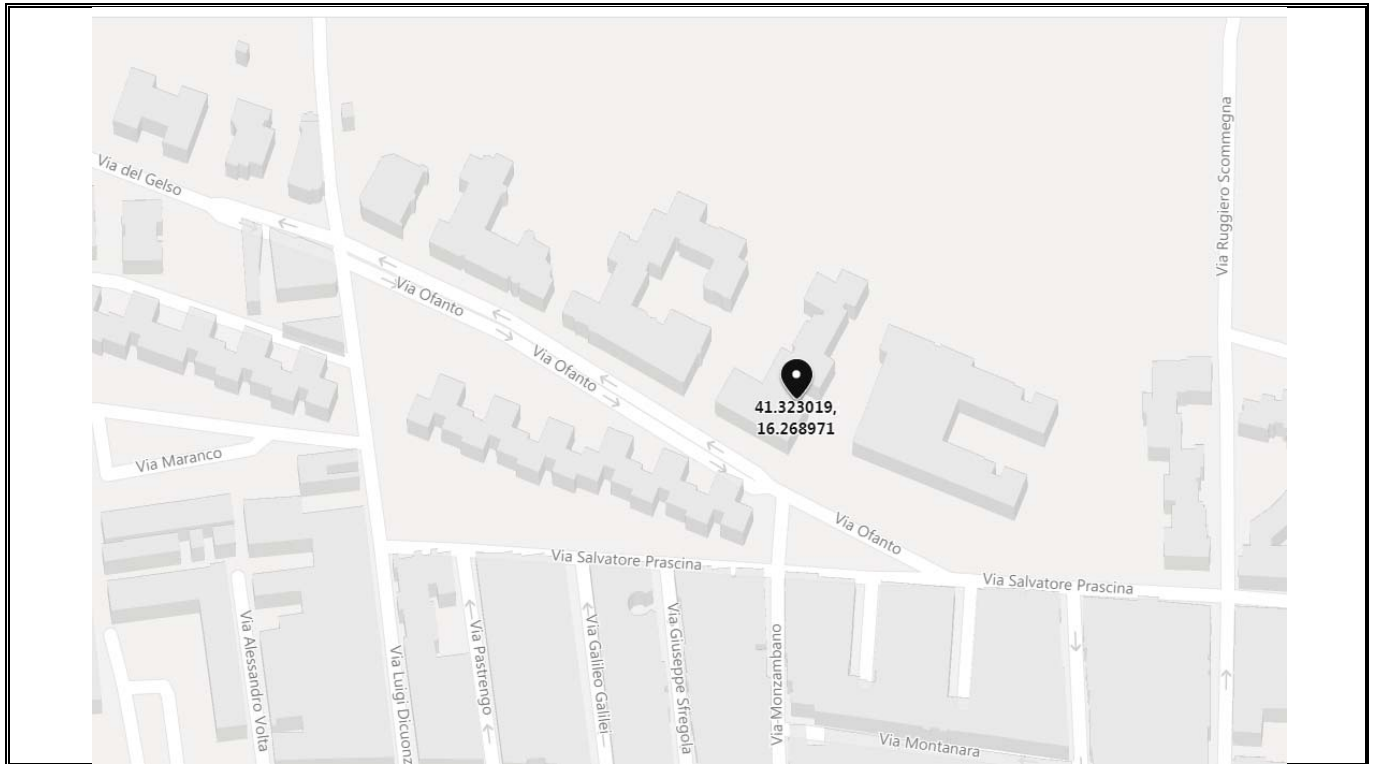 Via Ruggiero Scommegna
Via del Gelso
Via Ofanto
Via Ofanto
41.323019,
16.268971
Via Maranco
Via Ofanto
Via Salvatore Prascina
Via Salvatore Prascina
Via Alessandro Volta
Via Luigi Dicuonz
Via Pastrengo
Via Galileo Galilei
Via Giuseppe Sfregola
Via Monzambano
Via Montanara